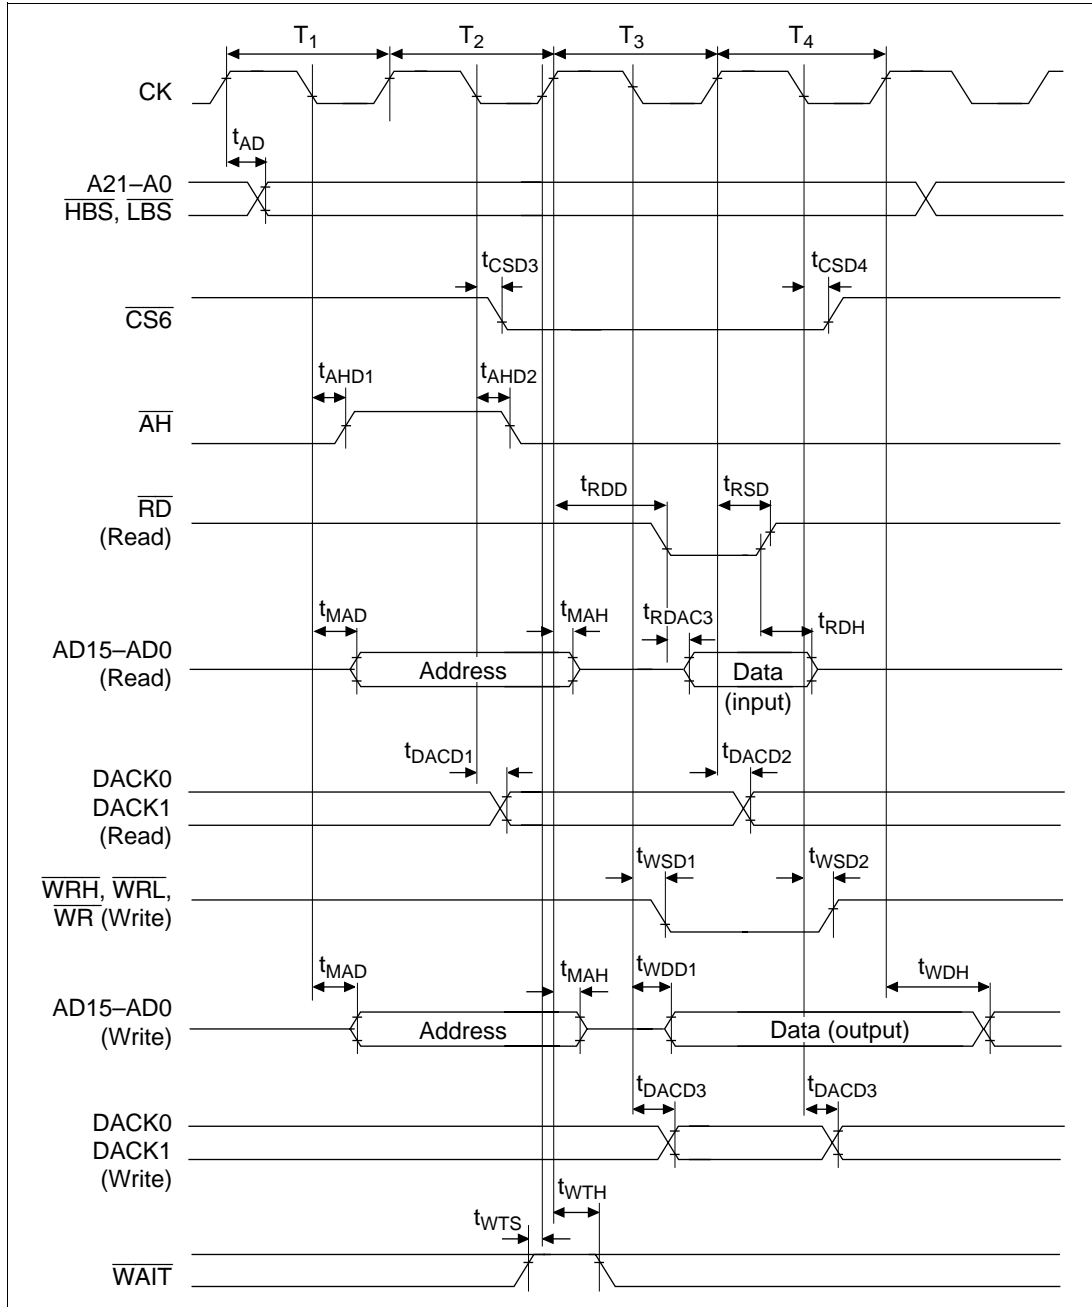 T1 T2 T3 T4
CK
tAD
A21–A0
HBS, LBS
tCSD3 tCSD4
CS6
tAHD1 tAHD2
AH
tRDD tRSD
RD
(Read)
tMAD tMAH tRDAC3 tRDH
AD15–AD0
(Read)
Address Data
(input)
tDACD1 tDACD2
DACK0
DACK1
(Read)
tWSD1 tWSD2
WRH, WRL,
WR (Write)
tMAD tMAH tWDD1 tWDH
AD15–AD0
(Write)
Address Data (output)
tDACD3 tDACD3
DACK0
DACK1
(Write)
tWTH
tWTS
WAIT